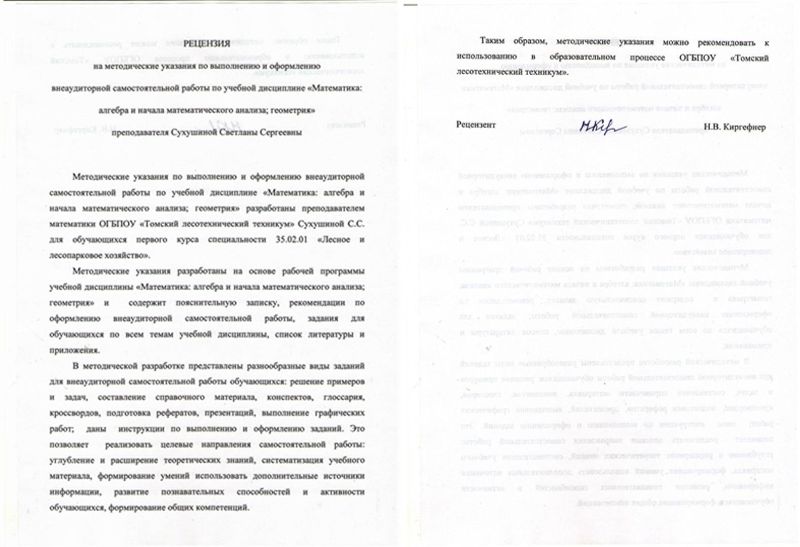 РЕЦЕНЗИЯ
на методические указания по выполнению и оформлению
внеаудиторной самостоятельной работы по учебной дисциплине «Математика:
алгебра и начала математического анализа; геометрия»
преподавателя Сухушиной Светланы Сергеевны
Методические указания по выполнению и оформлению внеаудиторной
самостоятельной работы по учебной дисциплине «Математика: алгебра и
начала математического анализа; геометрия» разработаны преподавателем
математики ОГБПОУ «Томский лесотехнический техникум» Сухушиной С.С.
для обучающихся первого курса специальности 35.02.01 «Лесное и
лесопарковое хозяйство».
Методические указания разработаны на основе рабочей программы
учебной дисциплины «Математика: алгебра и начала математического анализа;
геометрия» и содержит пояснительную записку, рекомендации по
оформлению внеаудиторной самостоятельной работы, задания для
обучающихся по всем темам учебной дисциплины, список литературы и
приложения.
В методической разработке представлены разнообразные виды заданий
для внеаудиторной самостоятельной работы обучающихся: решение примеров
и задач, составление справочного материала, конспектов, глоссария,
кроссвордов, подготовка рефератов, презентаций, выполнение графических
работ; даны инструкции по выполнению и оформлению заданий. Это
позволяет реализовать целевые направления самостоятельной работы:
углубление и расширение теоретических знаний, систематизация учебного
материала, формирование умений использовать дополнительные источники
информации, развитие познавательных способностей и активности
обучающихся, формирование общих компетенций.
Таким образом, методические указания можно рекомендовать к
использованию в образовательном процессе ОГБПОУ «Томский
лесотехнический техникум».
Рецензент Н.В. Киргефнер